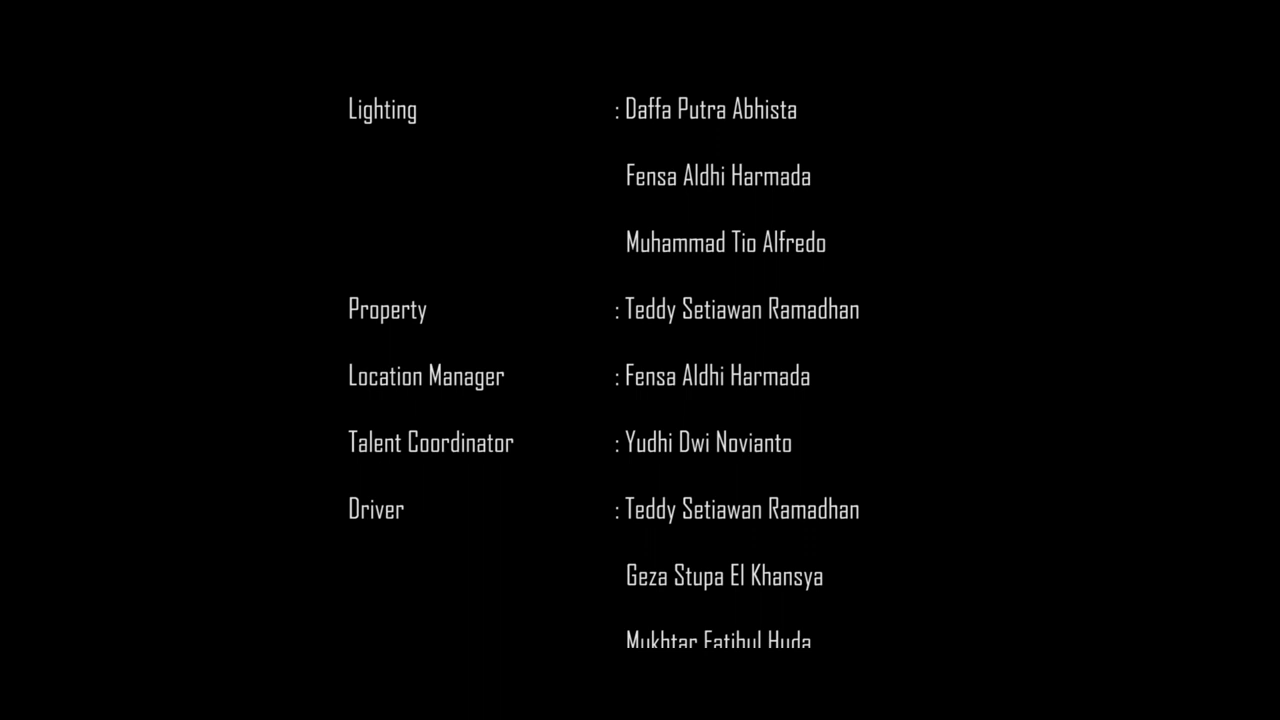 Lighting : Daffa Putra Abhista
Fensa Aldhi Harmada
Muhammad Tio Alfredo
Property : Teddy Setiawan Ramadhan
Location Manager : Fensa Aldhi Harmada
Talent Coordinator : Yudhi Dwi Novianto
Driver : Teddy Setiawan Ramadhan
Geza Stupa El Khansya
Mukhtar Fatihul Huda